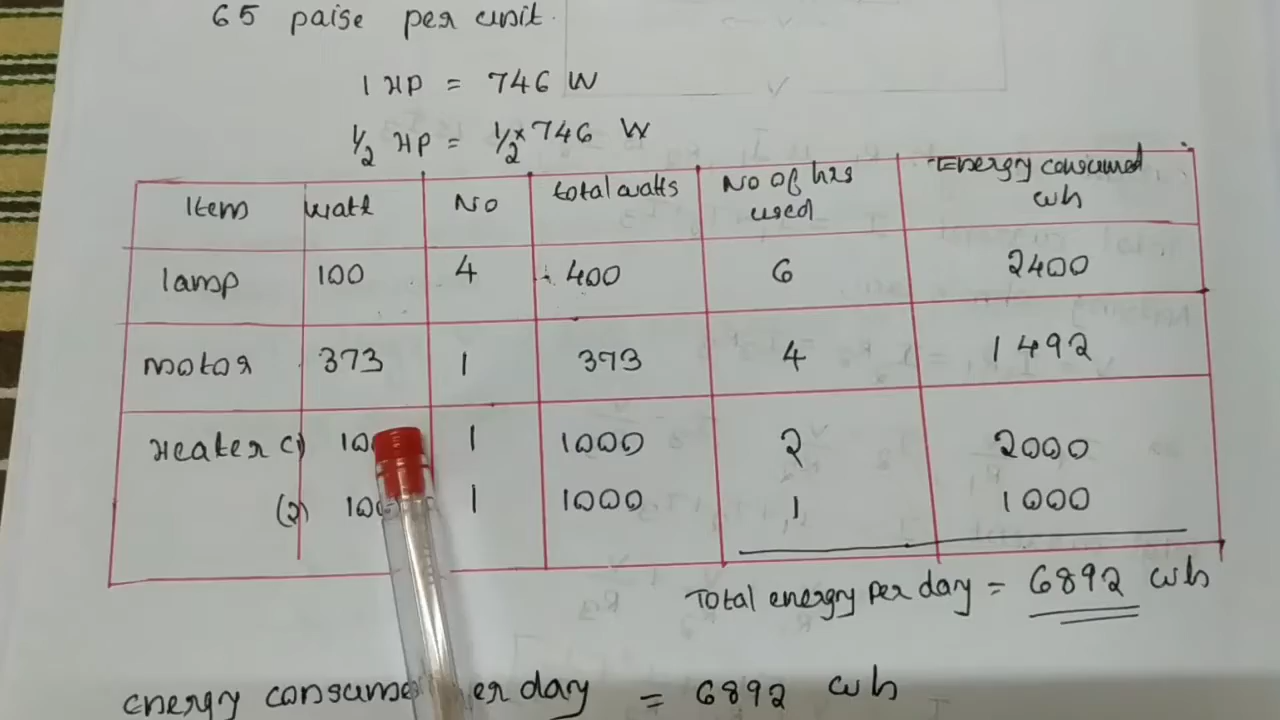 65 paise per unit.
1 HP = 746 W
1/2 HP = 1/2 × 746 W
Item watt No total watts No of hrs used Energy consumed wh
lamp 100 4 400 6 2400
motor 373 1 373 4 1492
Heater (1) 1 1000 2 2000
(2) 1 1000 1 1000
Total energy per day = 6892 wh
energy day = 6892 wh